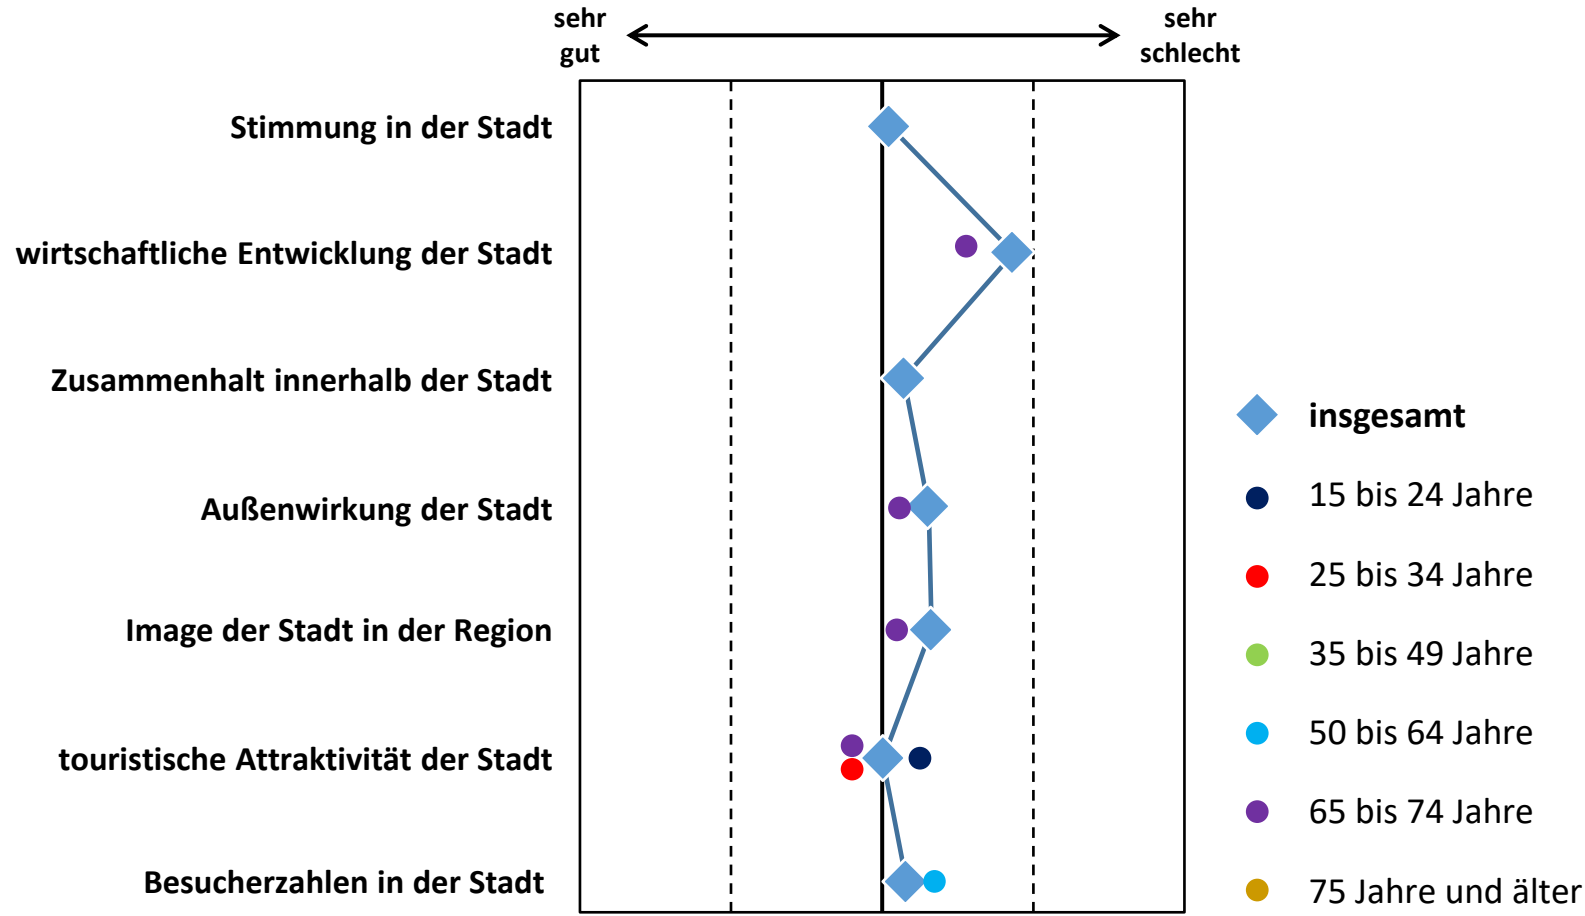 sehr
gut
sehr
schlecht
Stimmung in der Stadt
wirtschaftliche Entwicklung der Stadt
Zusammenhalt innerhalb der Stadt
Außenwirkung der Stadt
Image der Stadt in der Region
touristische Attraktivität der Stadt
Besucherzahlen in der Stadt
insgesamt
15 bis 24 Jahre
25 bis 34 Jahre
35 bis 49 Jahre
50 bis 64 Jahre
65 bis 74 Jahre
75 Jahre und älter